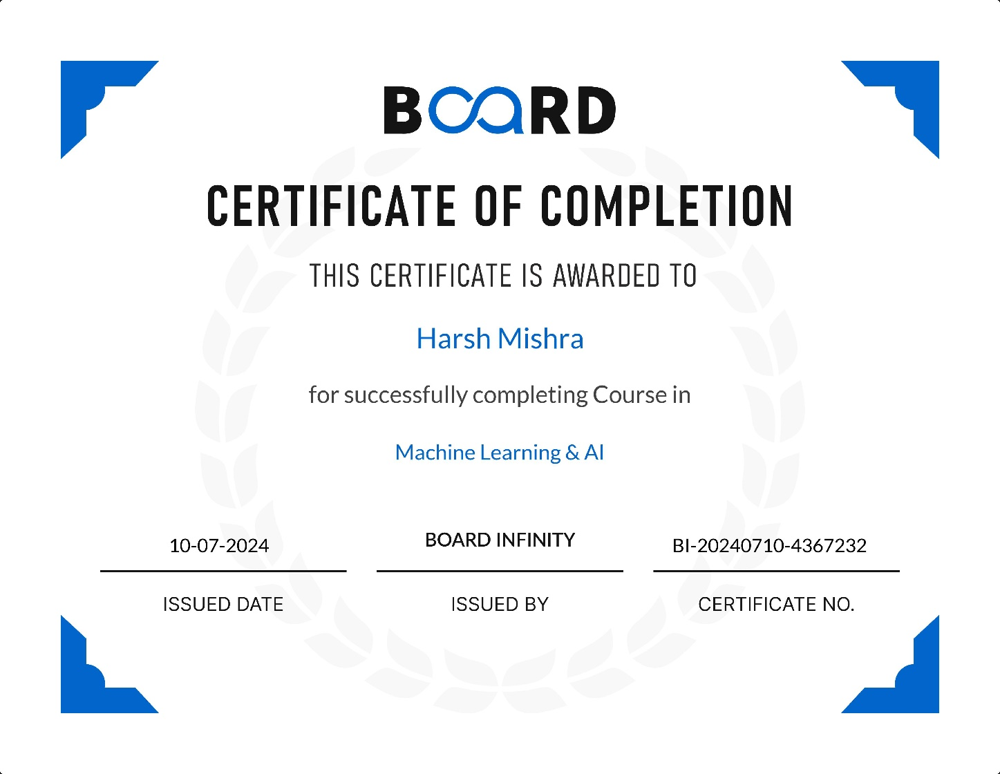 BOARD
CERTIFICATE OF COMPLETION
THIS CERTIFICATE IS AWARDED TO
Harsh Mishra
for successfully completing Course in
Machine Learning & AI
10-07-2024
ISSUED DATE
BOARD INFINITY
ISSUED BY
BI-20240710-4367232
CERTIFICATE NO.